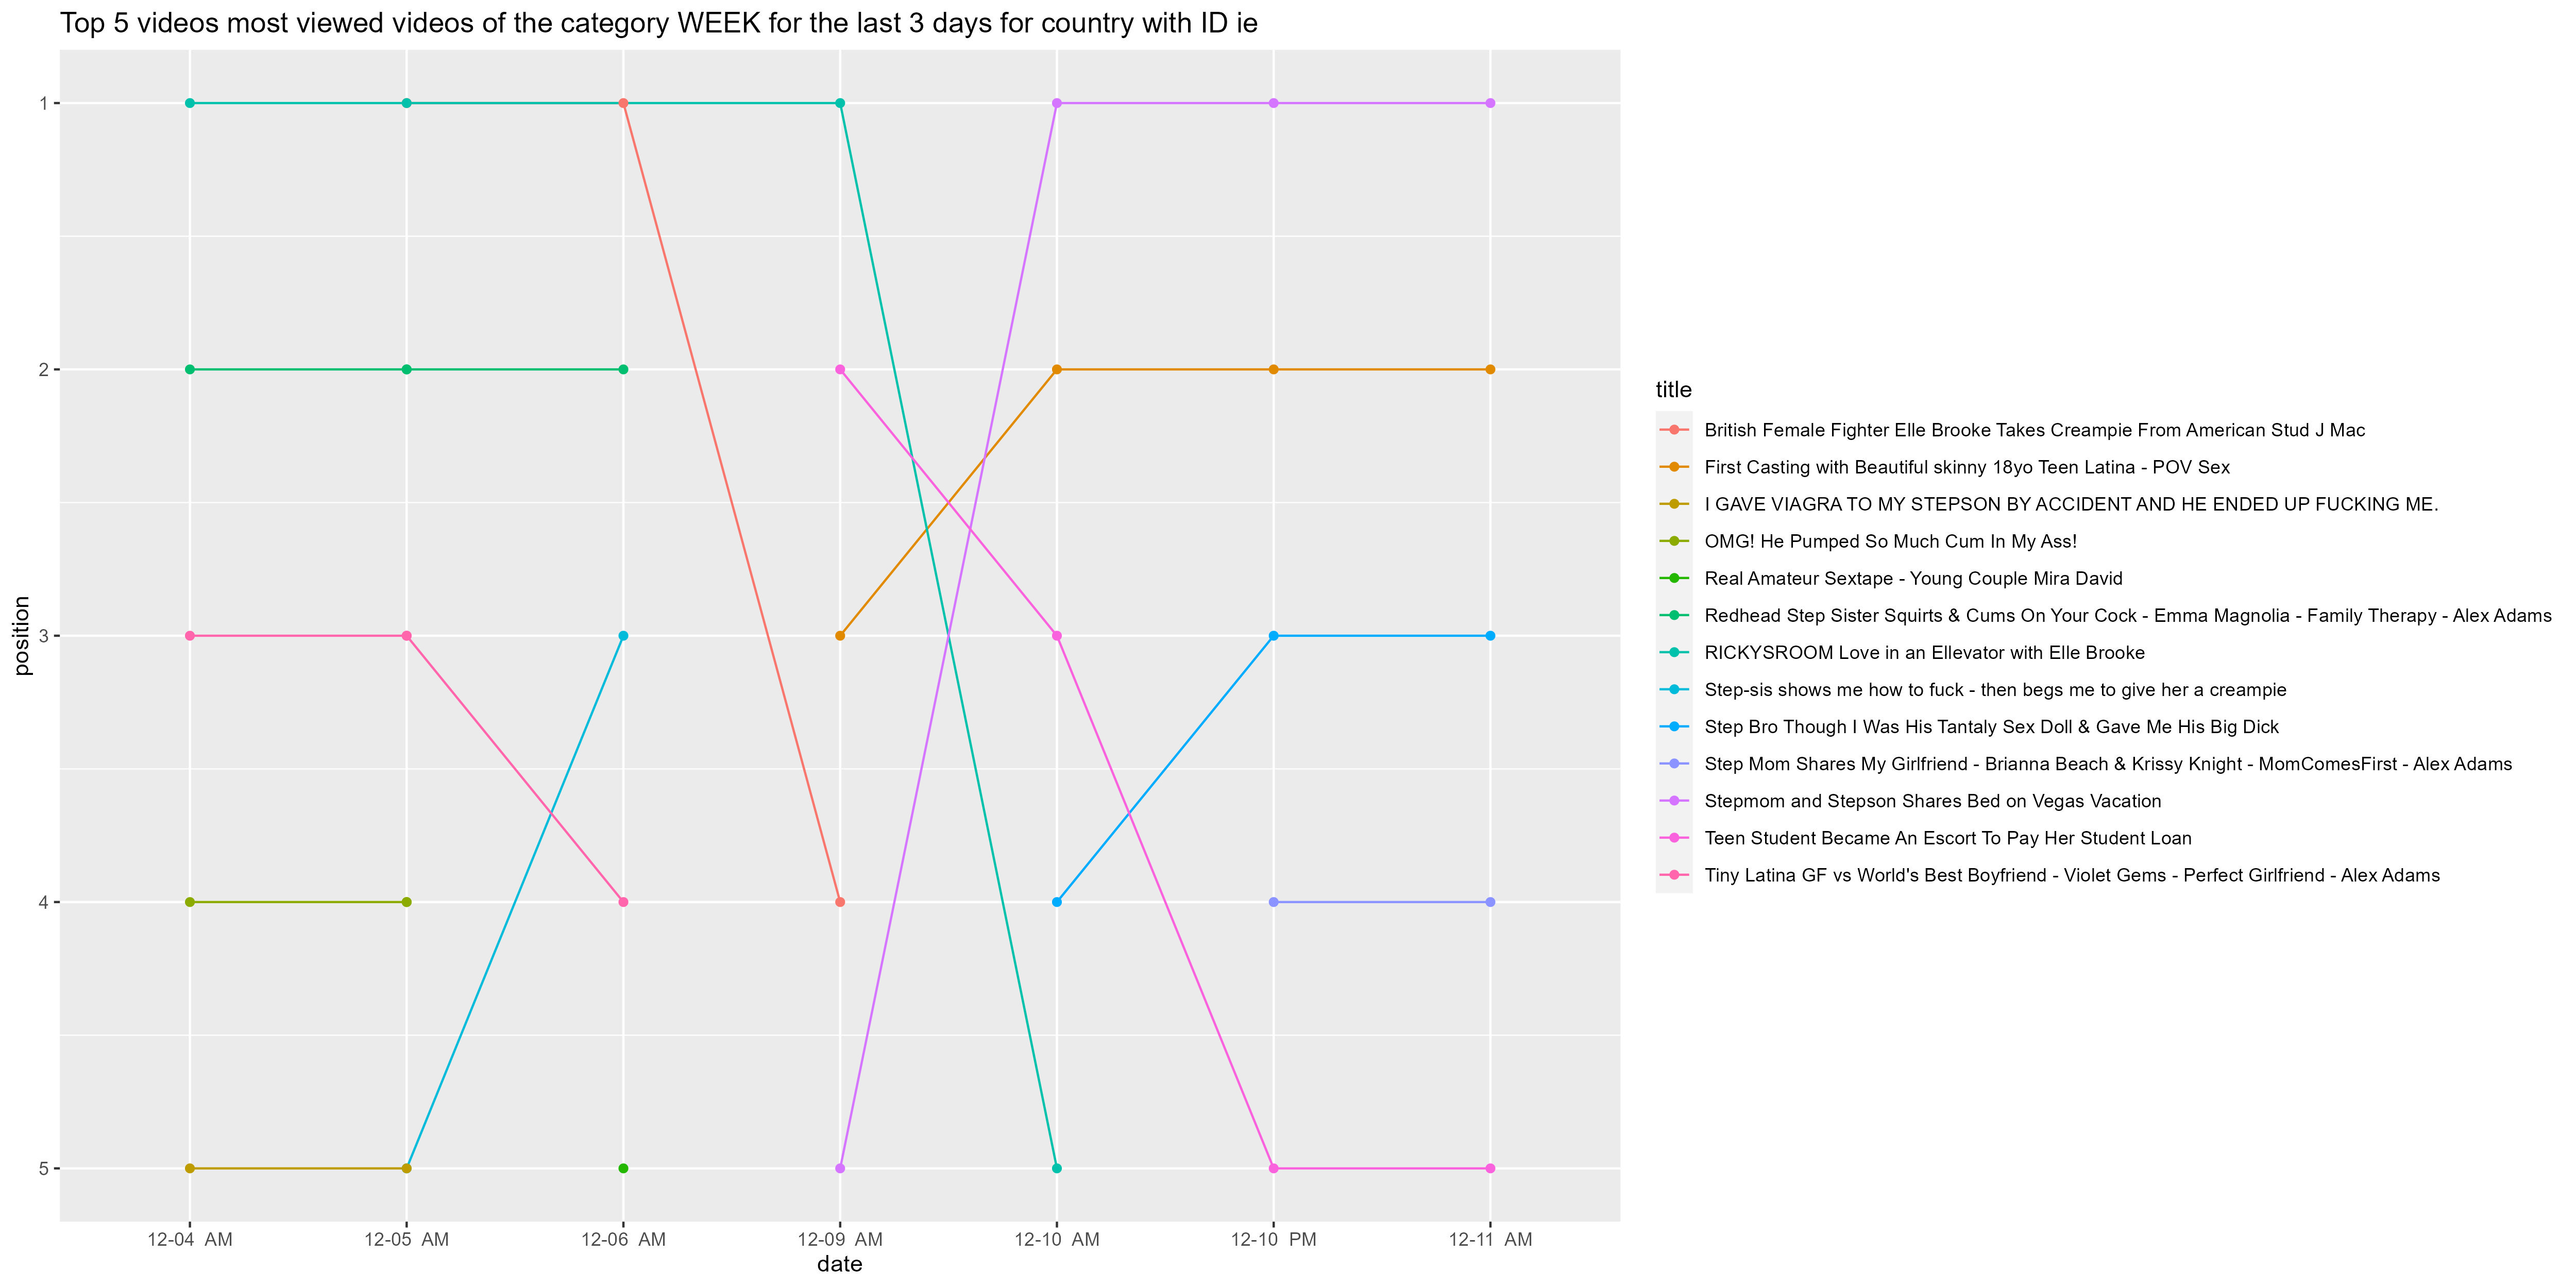 Top 5 videos most viewed videos of the category WEEK for the last 3 days for country with ID ie
position
1
2
3
4
5
12-04 AM
12-05 AM
12-06 AM
12-09 AM
12-10 AM
12-10 PM
12-11 AM
date
title
British Female Fighter Elle Brooke Takes Creampie From American Stud J Mac
First Casting with Beautiful skinny 18yo Teen Latina - POV Sex
I GAVE VIAGRA TO MY STEPSON BY ACCIDENT AND HE ENDED UP FUCKING ME.
OMG! He Pumped So Much Cum In My Ass!
Real Amateur Sextape - Young Couple Mira David
Redhead Step Sister Squirts & Cums On Your Cock - Emma Magnolia - Family Therapy - Alex Adams
RICKYSROOM Love in an Ellevator with Elle Brooke
Step-sis shows me how to fuck - then begs me to give her a creampie
Step Bro Though I Was His Tantaly Sex Doll & Gave Me His Big Dick
Step Mom Shares My Girlfriend - Brianna Beach & Krissy Knight - MomComesFirst - Alex Adams
Stepmom and Stepson Shares Bed on Vegas Vacation
Teen Student Became An Escort To Pay Her Student Loan
Tiny Latina GF vs World's Best Boyfriend - Violet Gems - Perfect Girlfriend - Alex Adams